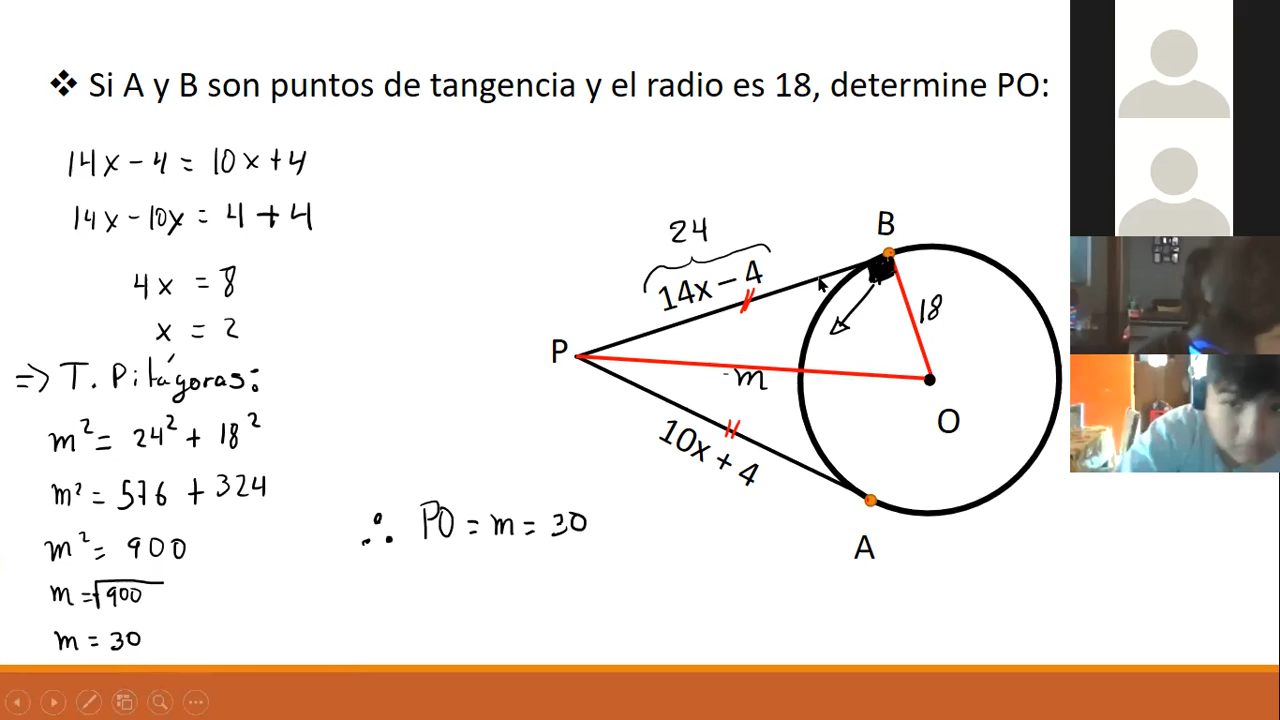 ❖ Si A y B son puntos de tangencia y el radio es 18, determine PO:
14x - 4 = 10x + 4
14x - 10x = 4 + 4
4x = 8
x = 2
=> T. Pitágoras:
m² = 24² + 18²
m² = 576 + 324
m² = 900
m = √900
m = 30
∴ PO = m = 30
24
14x – 4
B
18
P
m
O
10x + 4
A